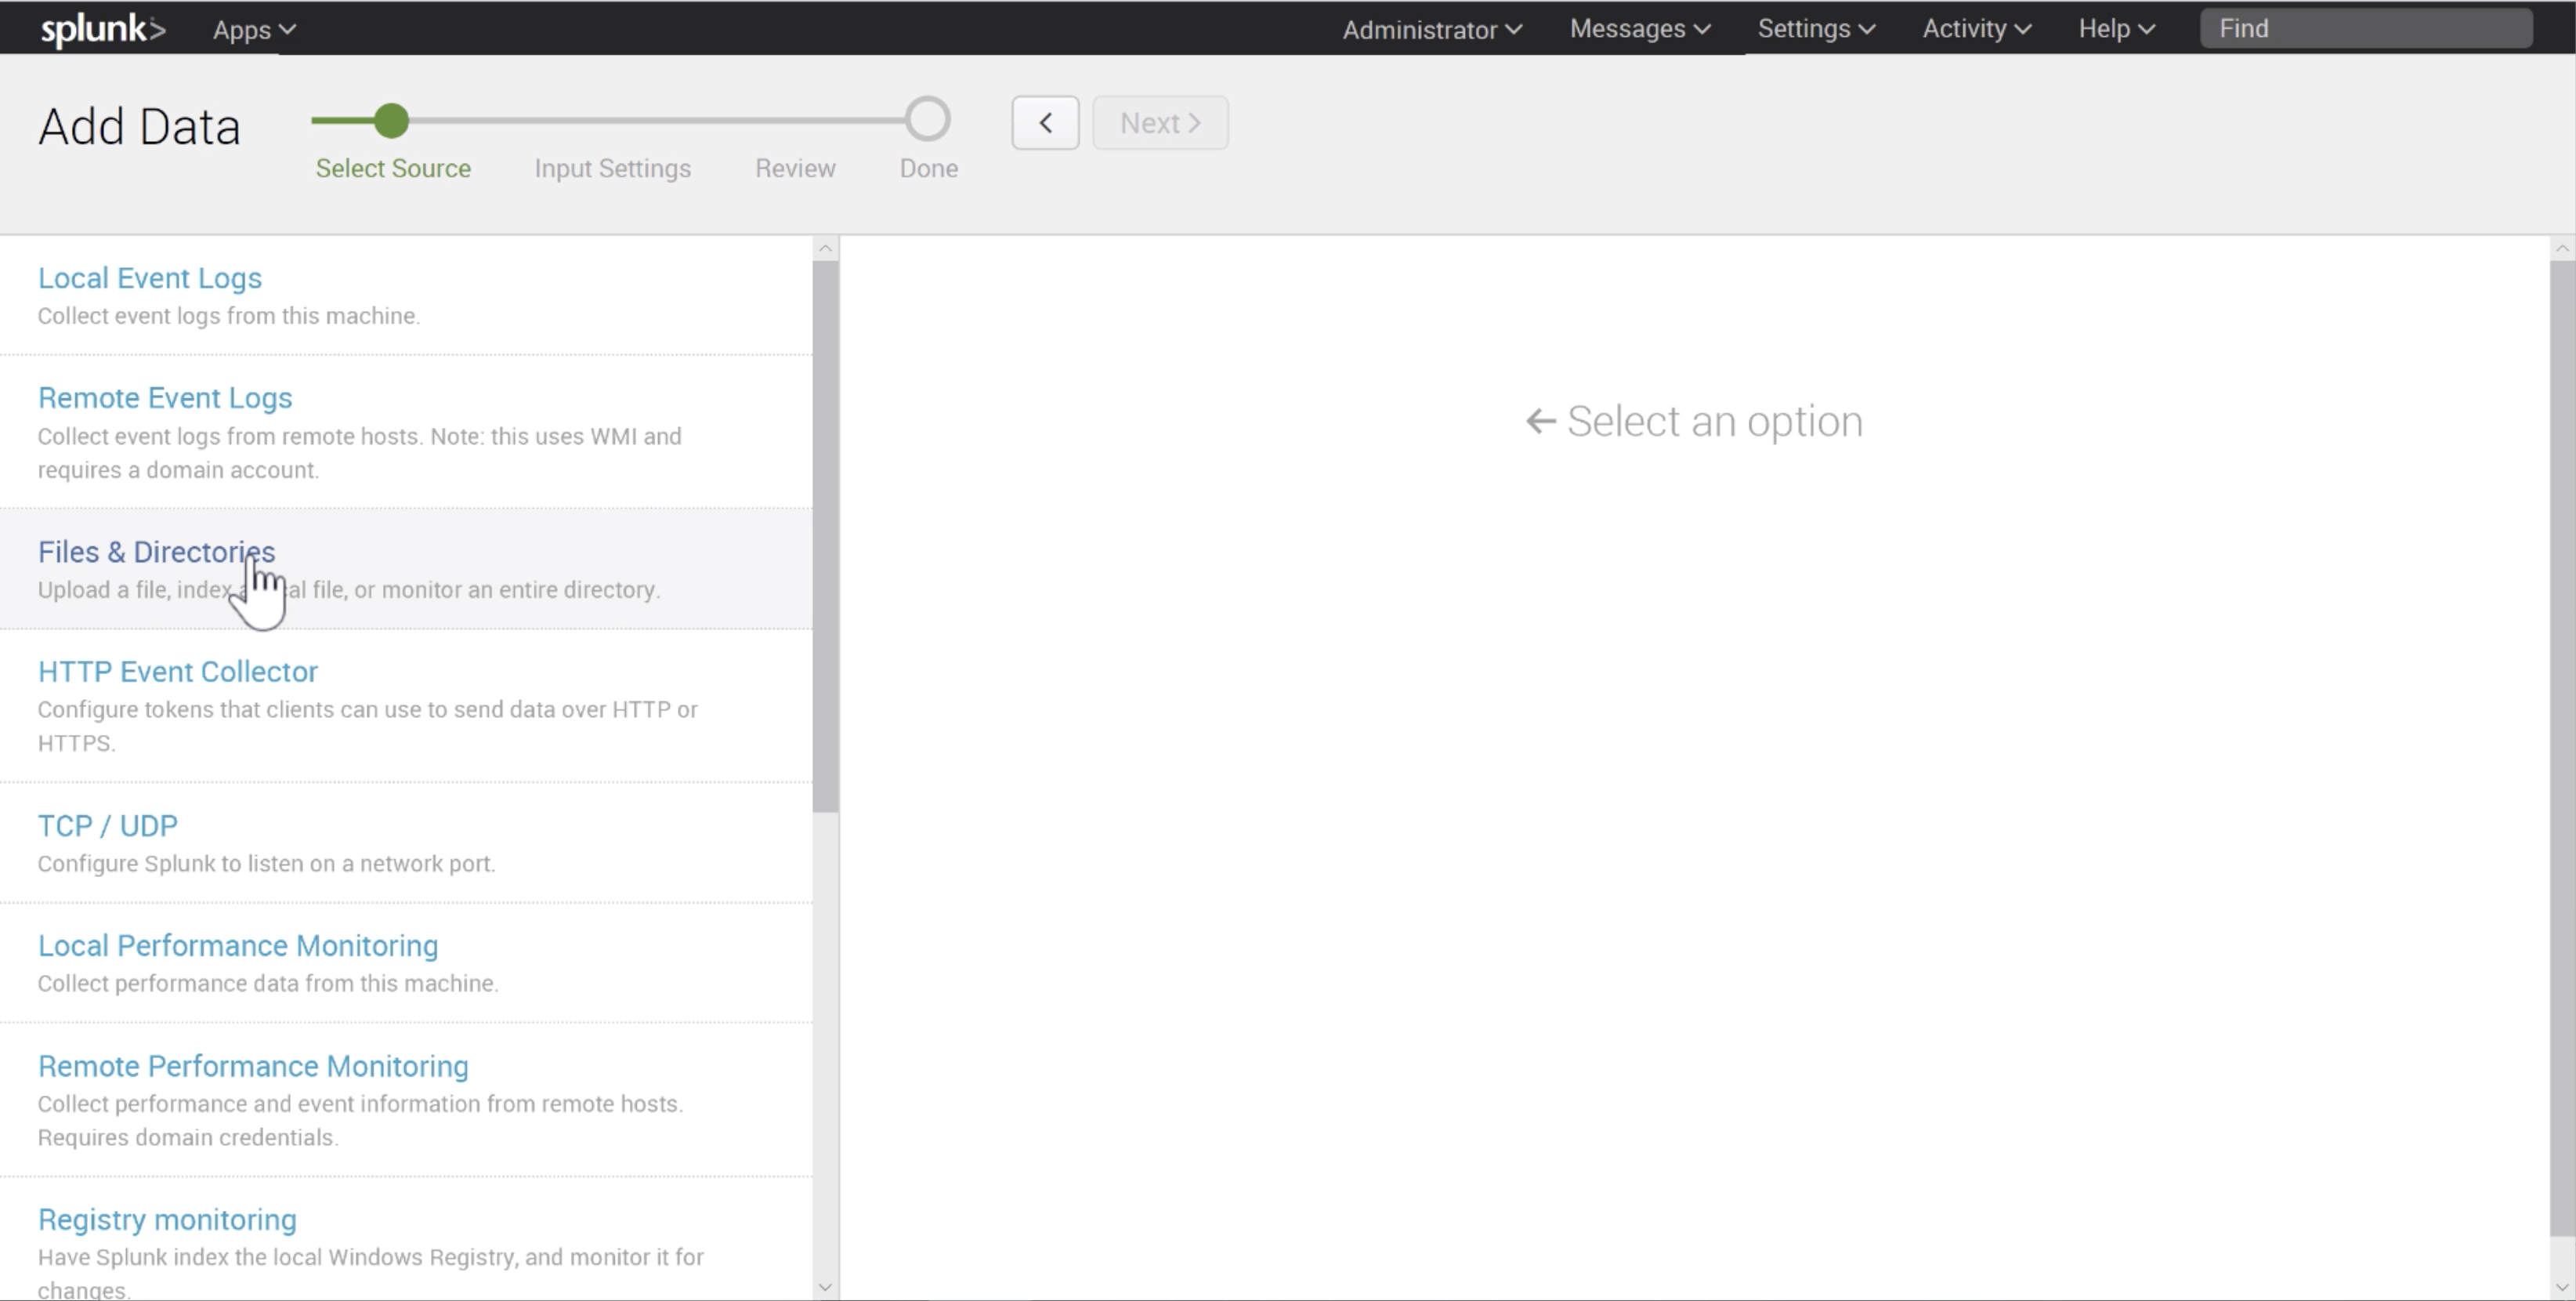 splunk> Apps Administrator Messages Settings Activity Help Find
Add Data
Select Source Input Settings Review Done
Next >
Local Event Logs
Collect event logs from this machine.
Remote Event Logs
Collect event logs from remote hosts. Note: this uses WMI and
requires a domain account.
Files & Directories
Upload a file, index file, or monitor an entire directory.
HTTP Event Collector
Configure tokens that clients can use to send data over HTTP or
HTTPS.
TCP / UDP
Configure Splunk to listen on a network port.
Local Performance Monitoring
Collect performance data from this machine.
Remote Performance Monitoring
Collect performance and event information from remote hosts.
Requires domain credentials.
Registry monitoring
Have Splunk index the local Windows Registry, and monitor it for
changes.
← Select an option